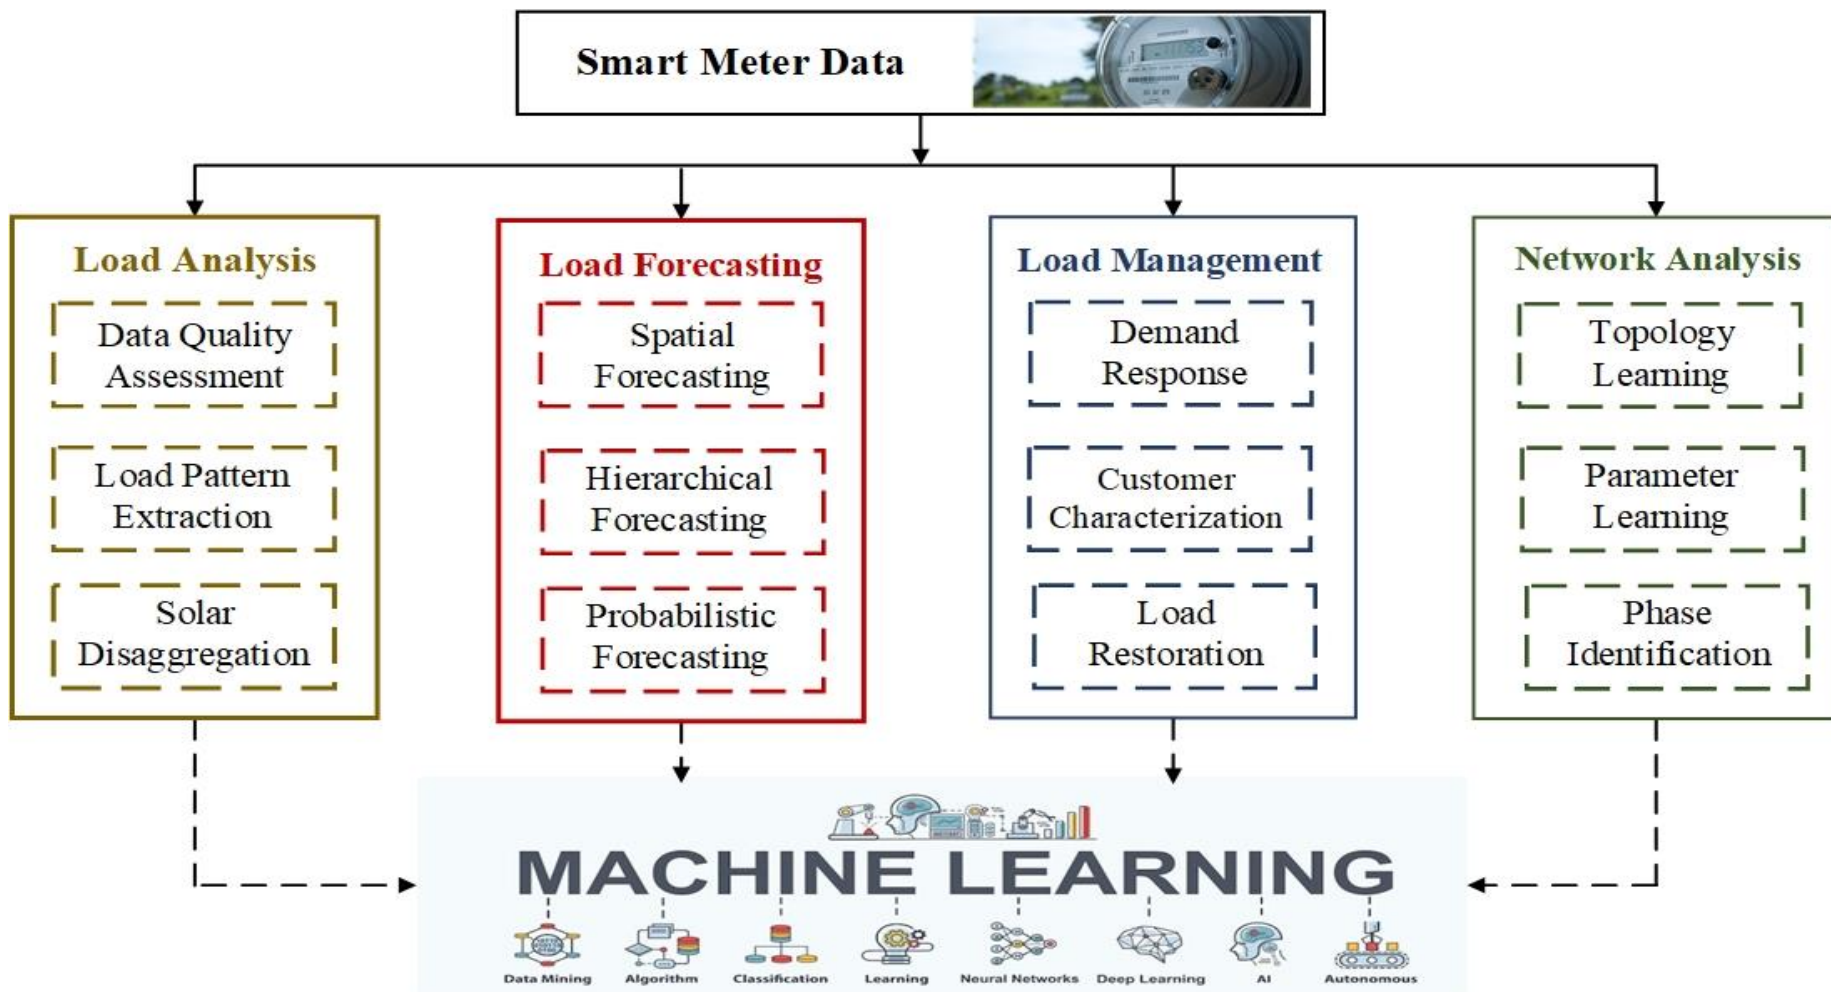 Smart Meter Data
Load Analysis
Data Quality
Assessment
Load Pattern
Extraction
Solar
Disaggregation
Load Forecasting
Spatial
Forecasting
Hierarchical
Forecasting
Probabilistic
Forecasting
Load Management
Demand
Response
Customer
Characterization
Load
Restoration
Network Analysis
Topology
Learning
Parameter
Learning
Phase
Identification
MACHINE LEARNING
Data Mining
Algorithm
Classification
Learning
Neural Networks
Deep Learning
AI
Autonomous